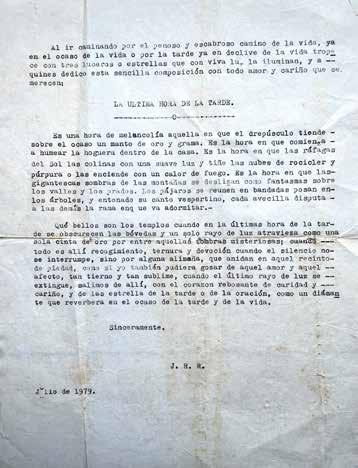 Al ir caminando por el penoso y escabroso camino de la vida, ya
en el ocaso de la vida o por la tarde ya en declive de la vida trope
ce con tres luceros o estrellas que con viva luz, la iluminan, y a --
quines dedico esta sencilla composición con todo amor y cariño que se
merecen;
LA ULTIMA HORA DE LA TARDE.
-------------O-------------
Es una hora de melancolía aquella en que el drepúsculo tiende-
sobre el ocaso un manto de oro y grama. Es la hora en que comienza
a humear la hoguera dentro de la casa. Es la hora en que las ráfagas
del Sol las colinas con una suave luz y tiñe las nubes de rocicler y
púrpura o las enciende con un calor de fuego. Es la hora en que las-
gigantescas sombras de las montañas se desligan como fantasmas sobre
los valles y los prados. Los pájaros se reumen en bandadas posan en-
los árboles, y entonado su canto vespertino, cada avecilla disputa-
a las demás la rama enq ue va adormitar.-
Qué bellos son los templos cuando en la últimas hora de la tar-
de se obscurecen las bóvedas y un solo rayo de luz atraviesza como una
sola cinta de oro por entre aquellas sombras misteriosas; cuando --
todo es allí recogimiento, ternura y devoción cuando el silencio no-
se interrumpe, sino por alguna alimaña, que anidan en aquel recinto-
de piedad, como si yo también pudiera gosar de aquel amor y aquel --
afecto, tan tierno y tan sublime, cuando el último rayo de luz se --
extingue, salimos de allí, con el corazon rebosante de caridad y ----
cariño, y de las estrella de la tarde o de la oración, como un diaman
te que reverbera en el ocaso de la tarde y de la vida.
Sinceramente.
J. R. R.
Julio de 1979.